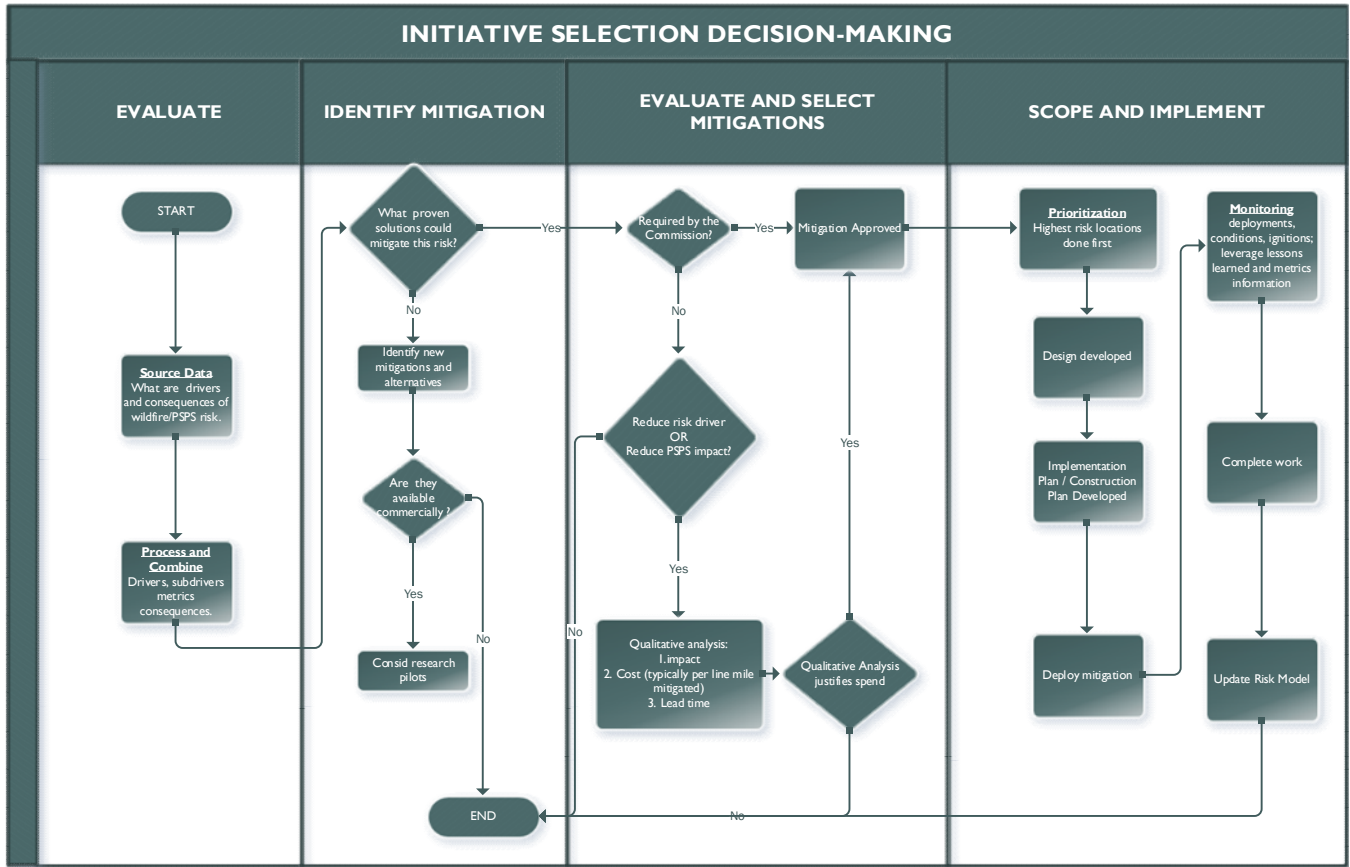 INITIATIVE SELECTION DECISION-MAKING
EVALUATE
IDENTIFY MITIGATION
EVALUATE AND SELECT
MITIGATIONS
SCOPE AND IMPLEMENT
START
Source Data
What are drivers
and consequences of
wildfire/PSPS risk.
Process and
Combine
Drivers, subdrivers
metrics
consequences.
What proven
solutions could
mitigate this risk?
Yes
No
Identify new
mitigations and
alternatives
Are they
available
commercially ?
Yes
No
Consid research
pilots
END
Required by the
Commission?
Yes
No
Mitigation Approved
Reduce risk driver
OR
Reduce PSPS impact?
Yes
No
Qualitative analysis:
1.impact
2. Cost (typically per line mile
mitigated)
3. Lead time
Qualitative Analysis
justifies spend
Yes
No
Prioritization
Highest risk locations
done first
Design developed
Implementation
Plan / Construction
Plan Developed
Deploy mitigation
Monitoring
deployments,
conditions, ignitions;
leverage lessons
learned and metrics
information
Complete work
Update Risk Model